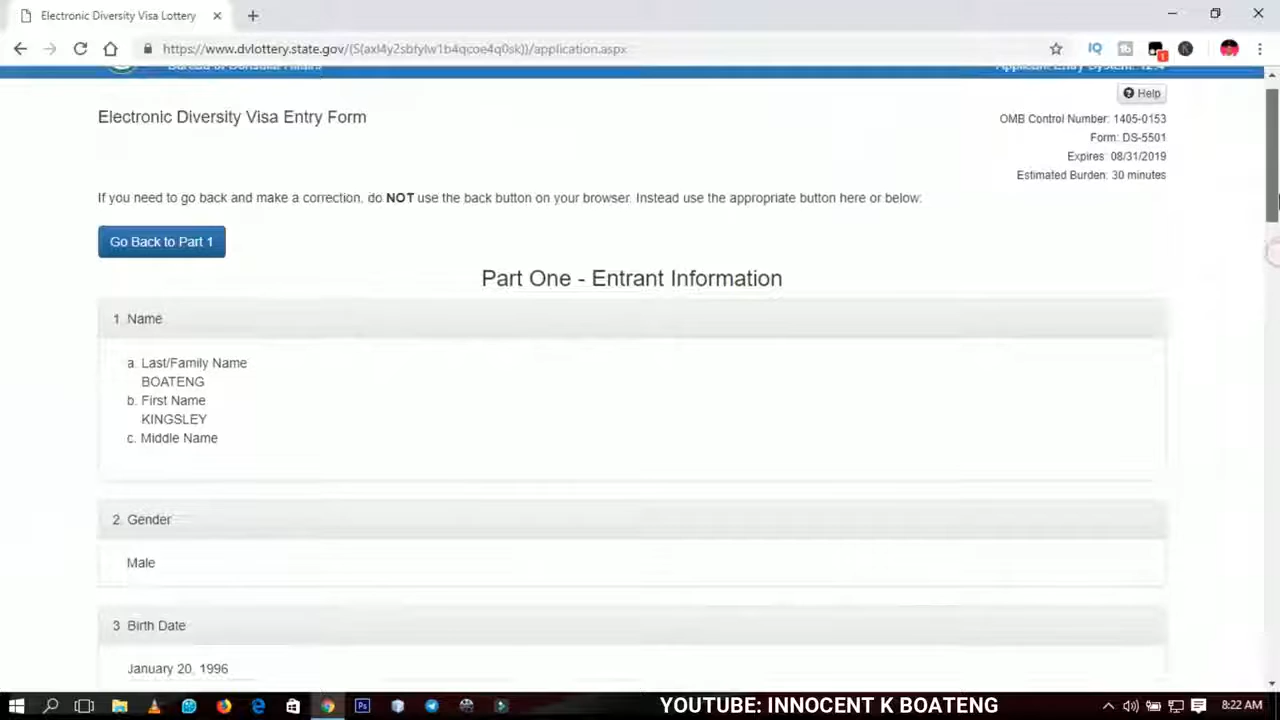 Electronic Diversity Visa Lottery
https://www.dvlottery.state.gov/(S(axl4y2sbfylw1b4qcoe4q0sk))/application.aspx
Bureau of Consular Affairs
Help
Electronic Diversity Visa Entry Form
OMB Control Number: 1405-0153
Form: DS-5501
Expires: 08/31/2019
Estimated Burden: 30 minutes
If you need to go back and make a correction, do NOT use the back button on your browser. Instead use the appropriate button here or below:
Go Back to Part 1
Part One - Entrant Information
1 Name
a. Last/Family Name
BOATENG
b. First Name
KINGSLEY
c. Middle Name
2. Gender
Male
3 Birth Date
January 20, 1996
YOUTUBE: INNOCENT K BOATENG
8:22 AM